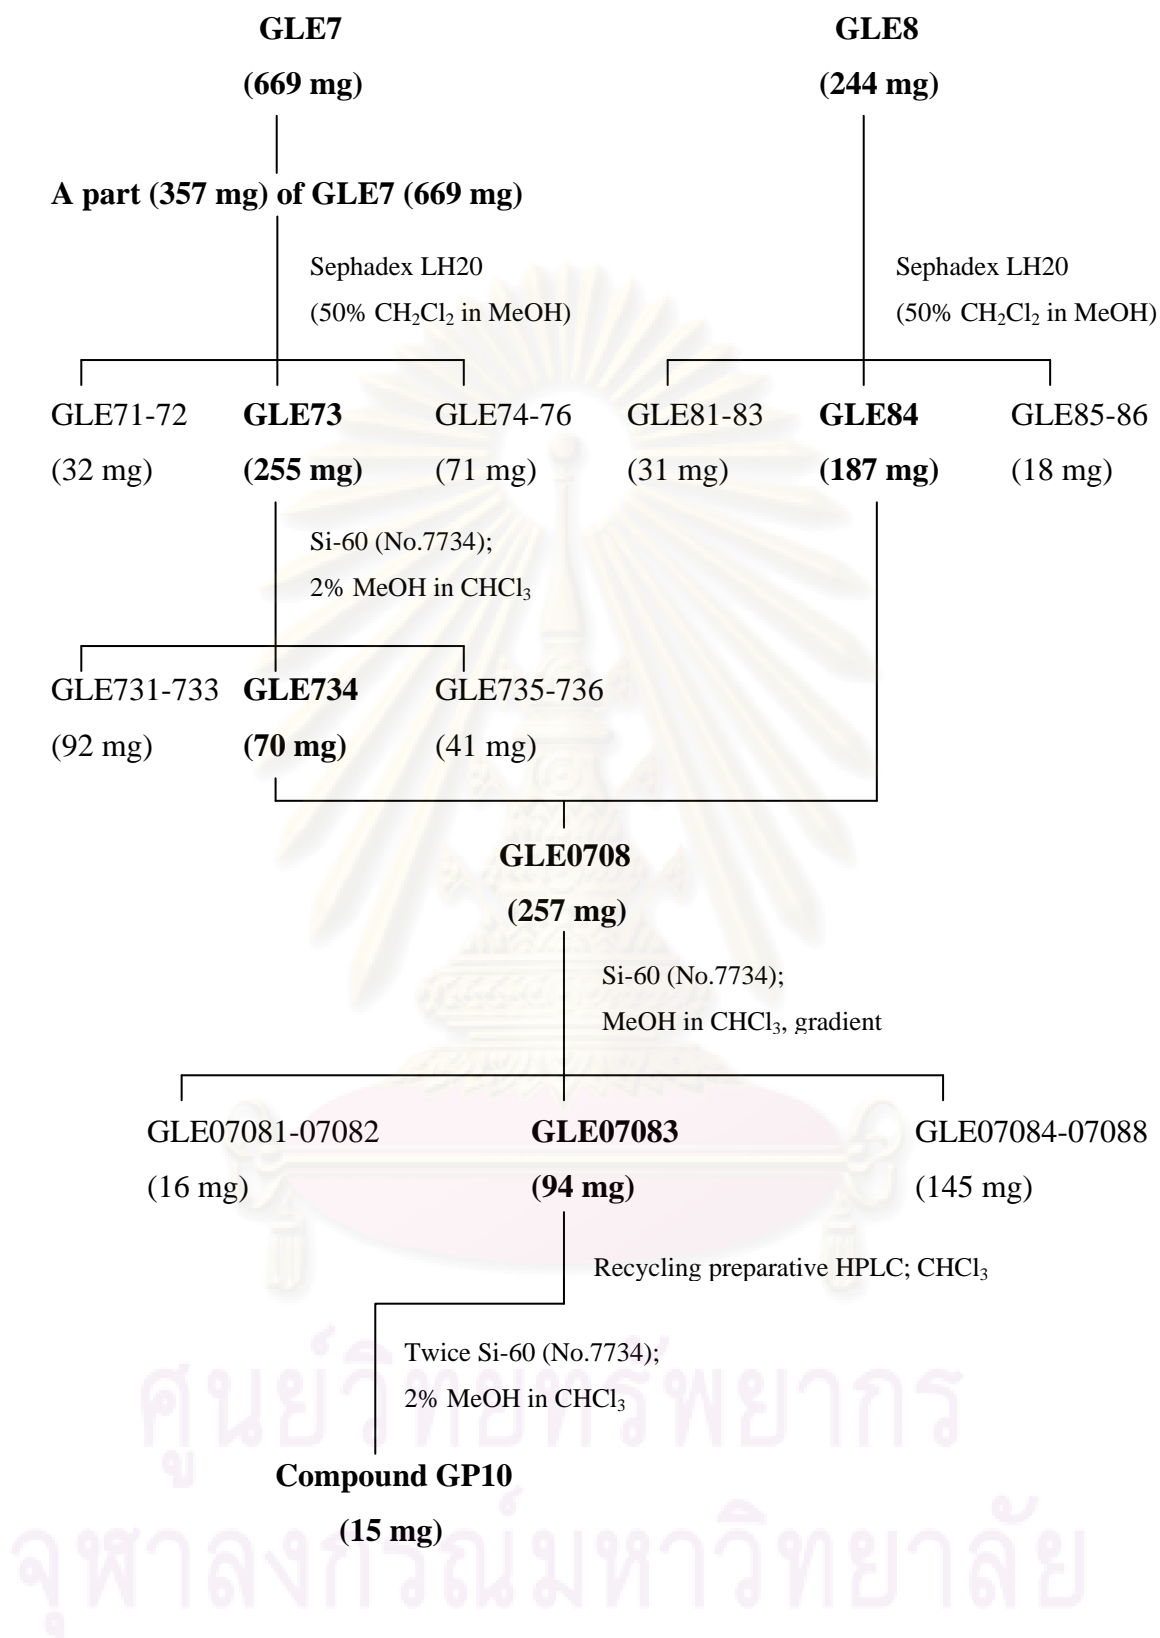 GLE7
(669 mg)
GLE8
(244 mg)
A part (357 mg) of GLE7 (669 mg)
Sephadex LH20
(50% CH₂Cl₂ in MeOH)
Sephadex LH20
(50% CH₂Cl₂ in MeOH)
GLE71-72
(32 mg)
GLE73
(255 mg)
GLE74-76
(71 mg)
GLE81-83
(31 mg)
GLE84
(187 mg)
GLE85-86
(18 mg)
Si-60 (No.7734);
2% MeOH in CHCl₃
GLE731-733
(92 mg)
GLE734
(70 mg)
GLE735-736
(41 mg)
GLE0708
(257 mg)
Si-60 (No.7734);
MeOH in CHCl₃, gradient
GLE07081-07082
(16 mg)
GLE07083
(94 mg)
GLE07084-07088
(145 mg)
Recycling preparative HPLC; CHCl₃
Twice Si-60 (No.7734);
2% MeOH in CHCl₃
Compound GP10
(15 mg)
ศูนย์วิทยทรัพยากร
จุฬาลงกรณ์มหาวิทยาลัย